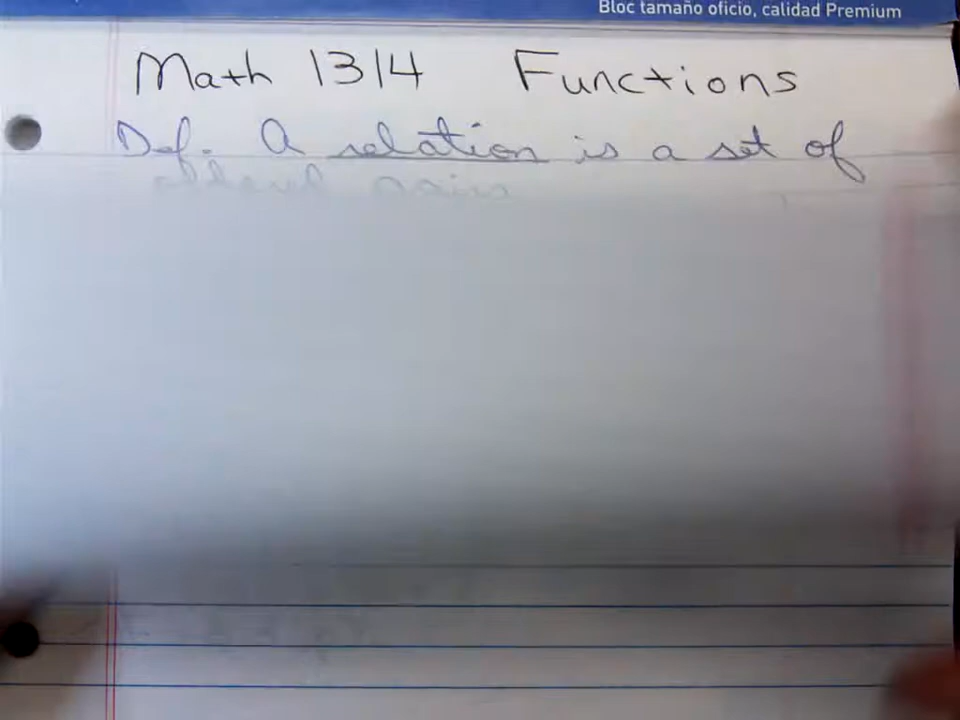 Bloc tamaño oficio, calidad Premium
Math 1314 Functions
Def. A relation is a set of